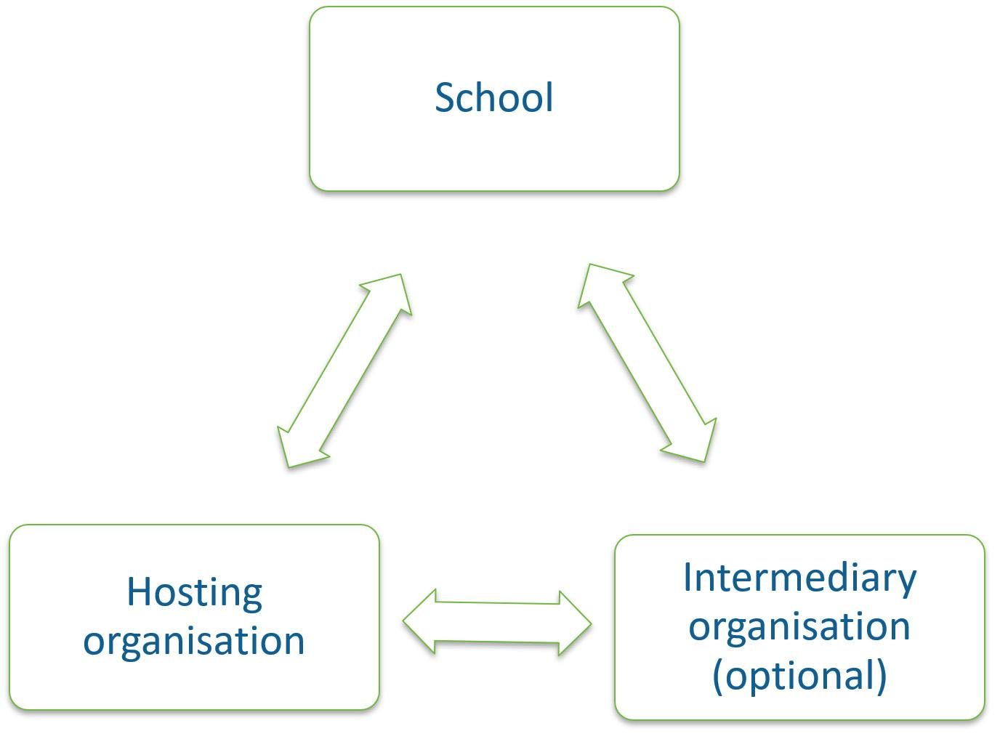 School
Hosting
organisation
Intermediary
organisation
(optional)